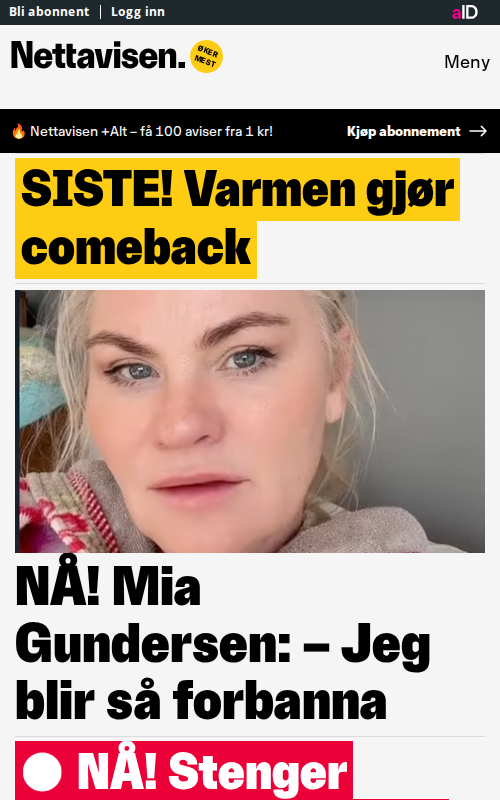 Bli abonnent | Logg inn
aID
Nettavisen.
ØKER
MEST
Meny
🔥 Nettavisen +Alt – få 100 aviser fra 1 kr!
Kjøp abonnement →
SISTE! Varmen gjør
comeback
NÅ! Mia
Gundersen: – Jeg
blir så forbanna
NÅ! Stenger